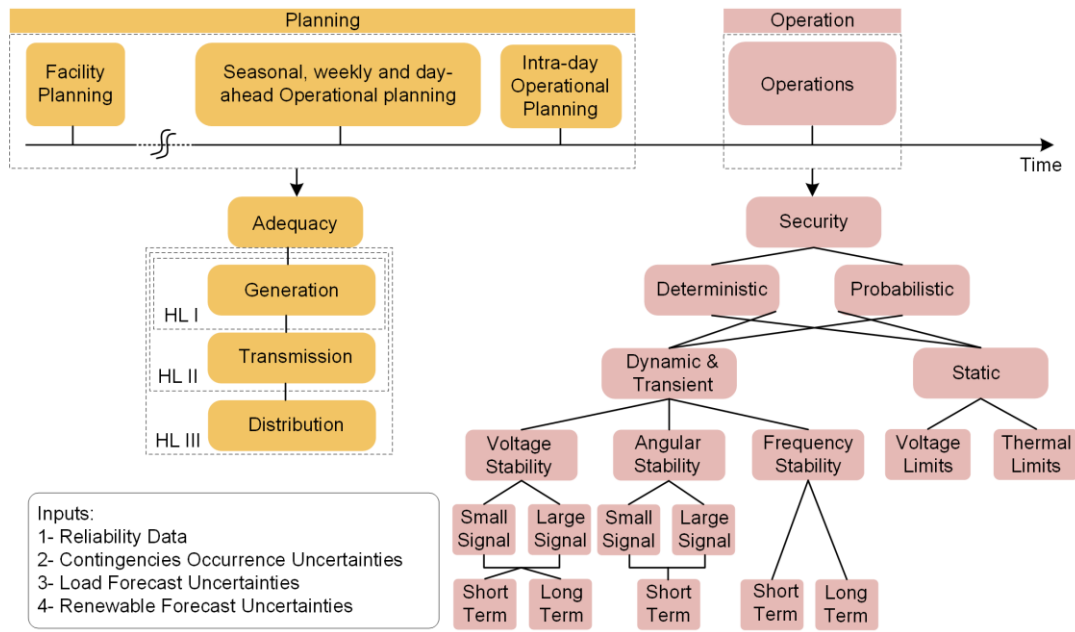 Planning
Operation
Facility
Planning
Seasonal, weekly and day-
ahead Operational planning
Intra-day
Operational
Planning
Operations
Time
Adequacy
Security
Generation
HL I
Deterministic
Probabilistic
Transmission
HL II
Dynamic &
Transient
Static
Distribution
HL III
Voltage
Stability
Angular
Stability
Frequency
Stability
Voltage
Limits
Thermal
Limits
Small
Signal
Large
Signal
Small
Signal
Large
Signal
Short
Term
Long
Term
Short
Term
Short
Term
Long
Term
Inputs:
1- Reliability Data
2- Contingencies Occurrence Uncertainties
3- Load Forecast Uncertainties
4- Renewable Forecast Uncertainties